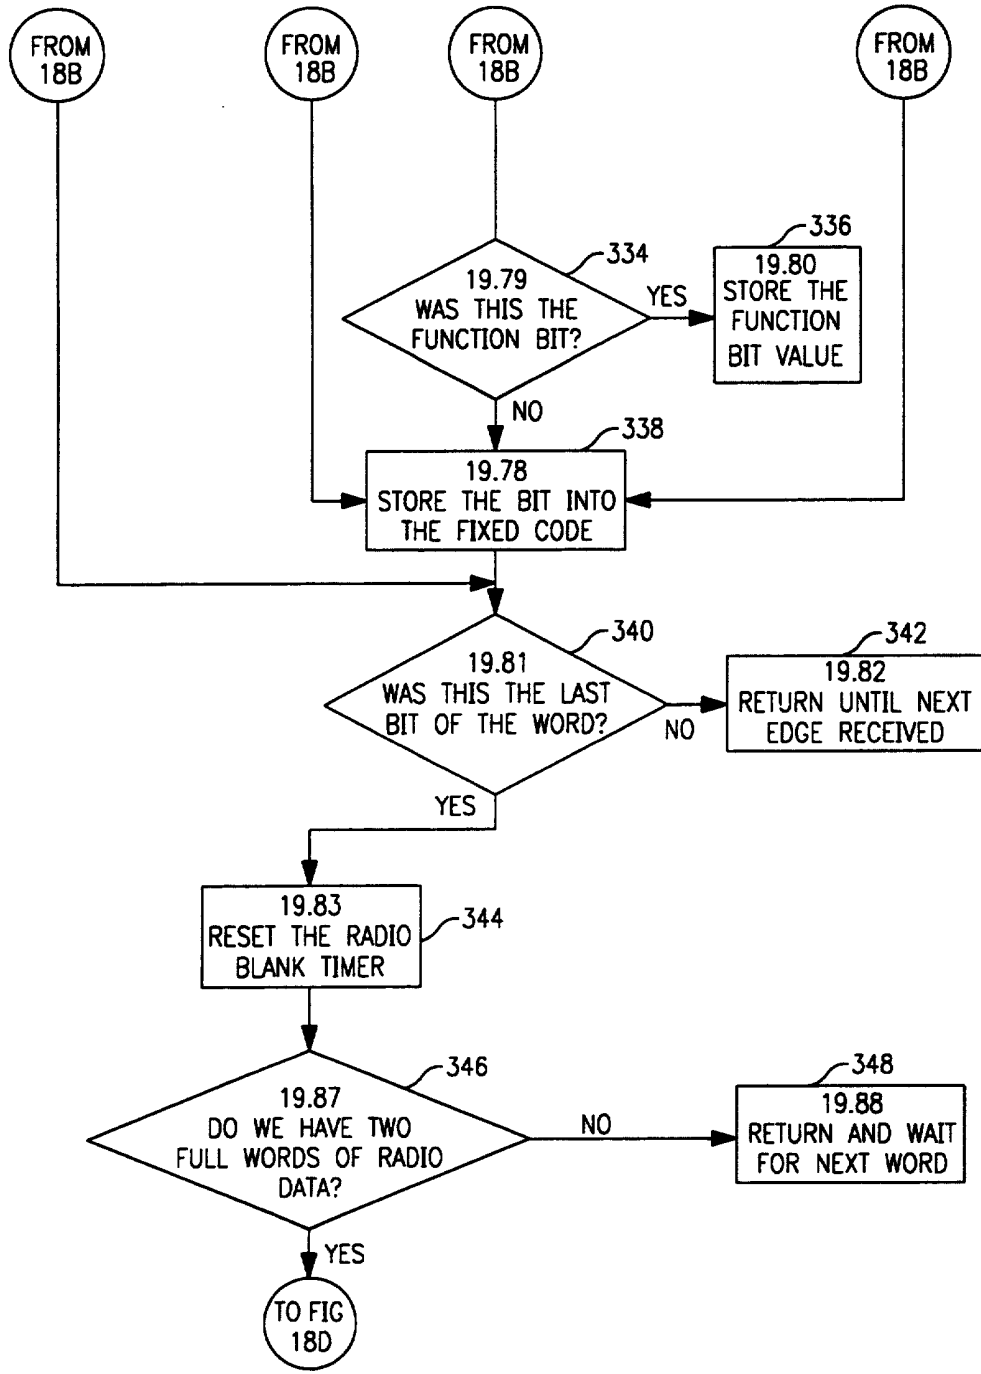 FROM
18B
FROM
18B
FROM
18B
FROM
18B
334
19.79
WAS THIS THE
FUNCTION BIT?
YES
336
19.80
STORE THE
FUNCTION
BIT VALUE
NO
338
19.78
STORE THE BIT INTO
THE FIXED CODE
340
19.81
WAS THIS THE LAST
BIT OF THE WORD?
NO
342
19.82
RETURN UNTIL NEXT
EDGE RECEIVED
YES
19.83
RESET THE RADIO
BLANK TIMER
344
346
19.87
DO WE HAVE TWO
FULL WORDS OF RADIO
DATA?
NO
348
19.88
RETURN AND WAIT
FOR NEXT WORD
YES
TO FIG
18D